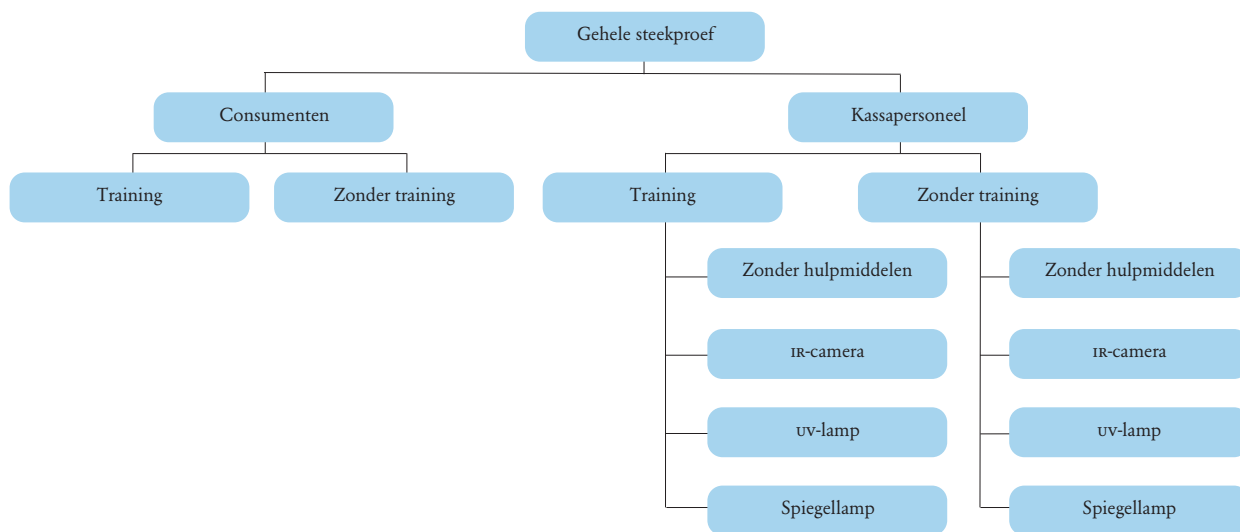 Gehele steekproef
Consumenten
Kassapersoneel
Training
Zonder training
Training
Zonder training
Zonder hulpmiddelen
Zonder hulpmiddelen
IR-camera
IR-camera
UV-lamp
UV-lamp
Spiegellamp
Spiegellamp